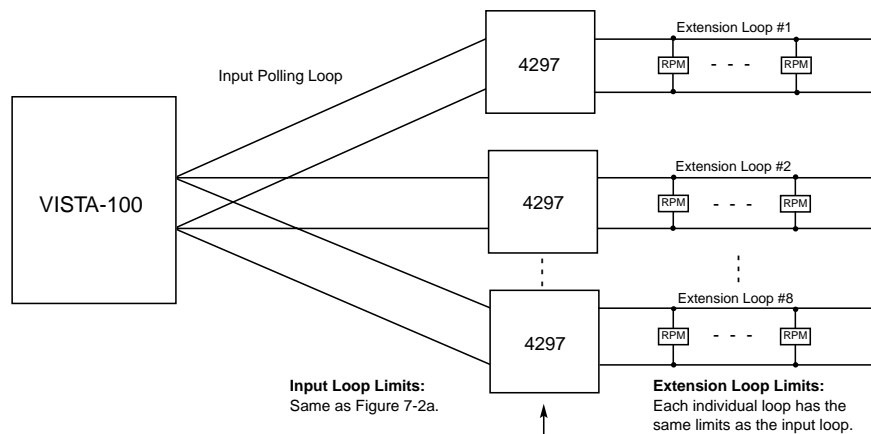 Extension Loop #1
RPM
- - -
RPM
4297
Input Polling Loop
Extension Loop #2
VISTA-100
4297
RPM
- - -
RPM
Extension Loop #8
4297
RPM
- - -
RPM
Input Loop Limits:
Same as Figure 7-2a.
Extension Loop Limits:
Each individual loop has the
same limits as the input loop.